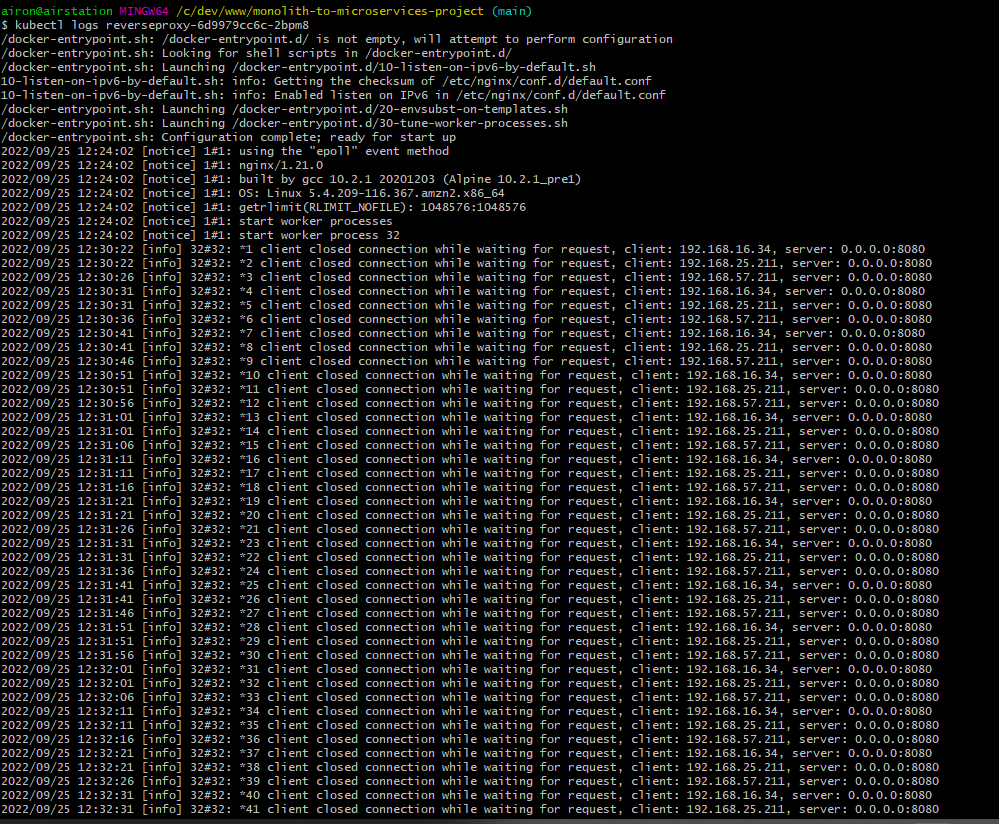 airon@airstation MINGW64 /c/dev/www/monolith-to-microservices-project (main)
$ kubectl logs reverseproxy-6d9979cc6c-2bpm8
/docker-entrypoint.sh: /docker-entrypoint.d/ is not empty, will attempt to perform configuration
/docker-entrypoint.sh: Looking for shell scripts in /docker-entrypoint.d/
/docker-entrypoint.sh: Launching /docker-entrypoint.d/10-listen-on-ipv6-by-default.sh
10-listen-on-ipv6-by-default.sh: info: Getting the checksum of /etc/nginx/conf.d/default.conf
10-listen-on-ipv6-by-default.sh: info: Enabled listen on IPv6 in /etc/nginx/conf.d/default.conf
/docker-entrypoint.sh: Launching /docker-entrypoint.d/20-envsubst-on-templates.sh
/docker-entrypoint.sh: Launching /docker-entrypoint.d/30-tune-worker-processes.sh
/docker-entrypoint.sh: Configuration complete; ready for start up
2022/09/25 12:24:02 [notice] 1#1: using the "epoll" event method
2022/09/25 12:24:02 [notice] 1#1: nginx/1.21.0
2022/09/25 12:24:02 [notice] 1#1: built by gcc 10.2.1 20201203 (Alpine 10.2.1_pre1)
2022/09/25 12:24:02 [notice] 1#1: OS: Linux 5.4.209-116.367.amzn2.x86_64
2022/09/25 12:24:02 [notice] 1#1: getrlimit(RLIMIT_NOFILE): 1048576:1048576
2022/09/25 12:24:02 [notice] 1#1: start worker processes
2022/09/25 12:24:02 [notice] 1#1: start worker process 32
2022/09/25 12:30:22 [info] 32#32: *1 client closed connection while waiting for request, client: 192.168.16.34, server: 0.0.0.0:8080
2022/09/25 12:30:22 [info] 32#32: *2 client closed connection while waiting for request, client: 192.168.25.211, server: 0.0.0.0:8080
2022/09/25 12:30:26 [info] 32#32: *3 client closed connection while waiting for request, client: 192.168.57.211, server: 0.0.0.0:8080
2022/09/25 12:30:31 [info] 32#32: *4 client closed connection while waiting for request, client: 192.168.16.34, server: 0.0.0.0:8080
2022/09/25 12:30:31 [info] 32#32: *5 client closed connection while waiting for request, client: 192.168.25.211, server: 0.0.0.0:8080
2022/09/25 12:30:36 [info] 32#32: *6 client closed connection while waiting for request, client: 192.168.57.211, server: 0.0.0.0:8080
2022/09/25 12:30:41 [info] 32#32: *7 client closed connection while waiting for request, client: 192.168.16.34, server: 0.0.0.0:8080
2022/09/25 12:30:41 [info] 32#32: *8 client closed connection while waiting for request, client: 192.168.25.211, server: 0.0.0.0:8080
2022/09/25 12:30:46 [info] 32#32: *9 client closed connection while waiting for request, client: 192.168.57.211, server: 0.0.0.0:8080
2022/09/25 12:30:51 [info] 32#32: *10 client closed connection while waiting for request, client: 192.168.16.34, server: 0.0.0.0:8080
2022/09/25 12:30:51 [info] 32#32: *11 client closed connection while waiting for request, client: 192.168.25.211, server: 0.0.0.0:8080
2022/09/25 12:30:56 [info] 32#32: *12 client closed connection while waiting for request, client: 192.168.57.211, server: 0.0.0.0:8080
2022/09/25 12:31:01 [info] 32#32: *13 client closed connection while waiting for request, client: 192.168.16.34, server: 0.0.0.0:8080
2022/09/25 12:31:01 [info] 32#32: *14 client closed connection while waiting for request, client: 192.168.25.211, server: 0.0.0.0:8080
2022/09/25 12:31:06 [info] 32#32: *15 client closed connection while waiting for request, client: 192.168.57.211, server: 0.0.0.0:8080
2022/09/25 12:31:11 [info] 32#32: *16 client closed connection while waiting for request, client: 192.168.16.34, server: 0.0.0.0:8080
2022/09/25 12:31:11 [info] 32#32: *17 client closed connection while waiting for request, client: 192.168.25.211, server: 0.0.0.0:8080
2022/09/25 12:31:16 [info] 32#32: *18 client closed connection while waiting for request, client: 192.168.57.211, server: 0.0.0.0:8080
2022/09/25 12:31:21 [info] 32#32: *19 client closed connection while waiting for request, client: 192.168.16.34, server: 0.0.0.0:8080
2022/09/25 12:31:21 [info] 32#32: *20 client closed connection while waiting for request, client: 192.168.25.211, server: 0.0.0.0:8080
2022/09/25 12:31:26 [info] 32#32: *21 client closed connection while waiting for request, client: 192.168.57.211, server: 0.0.0.0:8080
2022/09/25 12:31:31 [info] 32#32: *23 client closed connection while waiting for request, client: 192.168.16.34, server: 0.0.0.0:8080
2022/09/25 12:31:31 [info] 32#32: *22 client closed connection while waiting for request, client: 192.168.25.211, server: 0.0.0.0:8080
2022/09/25 12:31:36 [info] 32#32: *24 client closed connection while waiting for request, client: 192.168.57.211, server: 0.0.0.0:8080
2022/09/25 12:31:41 [info] 32#32: *25 client closed connection while waiting for request, client: 192.168.16.34, server: 0.0.0.0:8080
2022/09/25 12:31:41 [info] 32#32: *26 client closed connection while waiting for request, client: 192.168.25.211, server: 0.0.0.0:8080
2022/09/25 12:31:46 [info] 32#32: *27 client closed connection while waiting for request, client: 192.168.57.211, server: 0.0.0.0:8080
2022/09/25 12:31:51 [info] 32#32: *28 client closed connection while waiting for request, client: 192.168.16.34, server: 0.0.0.0:8080
2022/09/25 12:31:51 [info] 32#32: *29 client closed connection while waiting for request, client: 192.168.25.211, server: 0.0.0.0:8080
2022/09/25 12:31:56 [info] 32#32: *30 client closed connection while waiting for request, client: 192.168.57.211, server: 0.0.0.0:8080
2022/09/25 12:32:01 [info] 32#32: *31 client closed connection while waiting for request, client: 192.168.16.34, server: 0.0.0.0:8080
2022/09/25 12:32:01 [info] 32#32: *32 client closed connection while waiting for request, client: 192.168.25.211, server: 0.0.0.0:8080
2022/09/25 12:32:06 [info] 32#32: *33 client closed connection while waiting for request, client: 192.168.57.211, server: 0.0.0.0:8080
2022/09/25 12:32:11 [info] 32#32: *34 client closed connection while waiting for request, client: 192.168.16.34, server: 0.0.0.0:8080
2022/09/25 12:32:11 [info] 32#32: *35 client closed connection while waiting for request, client: 192.168.25.211, server: 0.0.0.0:8080
2022/09/25 12:32:16 [info] 32#32: *36 client closed connection while waiting for request, client: 192.168.57.211, server: 0.0.0.0:8080
2022/09/25 12:32:21 [info] 32#32: *37 client closed connection while waiting for request, client: 192.168.16.34, server: 0.0.0.0:8080
2022/09/25 12:32:21 [info] 32#32: *38 client closed connection while waiting for request, client: 192.168.25.211, server: 0.0.0.0:8080
2022/09/25 12:32:26 [info] 32#32: *39 client closed connection while waiting for request, client: 192.168.57.211, server: 0.0.0.0:8080
2022/09/25 12:32:31 [info] 32#32: *40 client closed connection while waiting for request, client: 192.168.16.34, server: 0.0.0.0:8080
2022/09/25 12:32:31 [info] 32#32: *41 client closed connection while waiting for request, client: 192.168.25.211, server: 0.0.0.0:8080